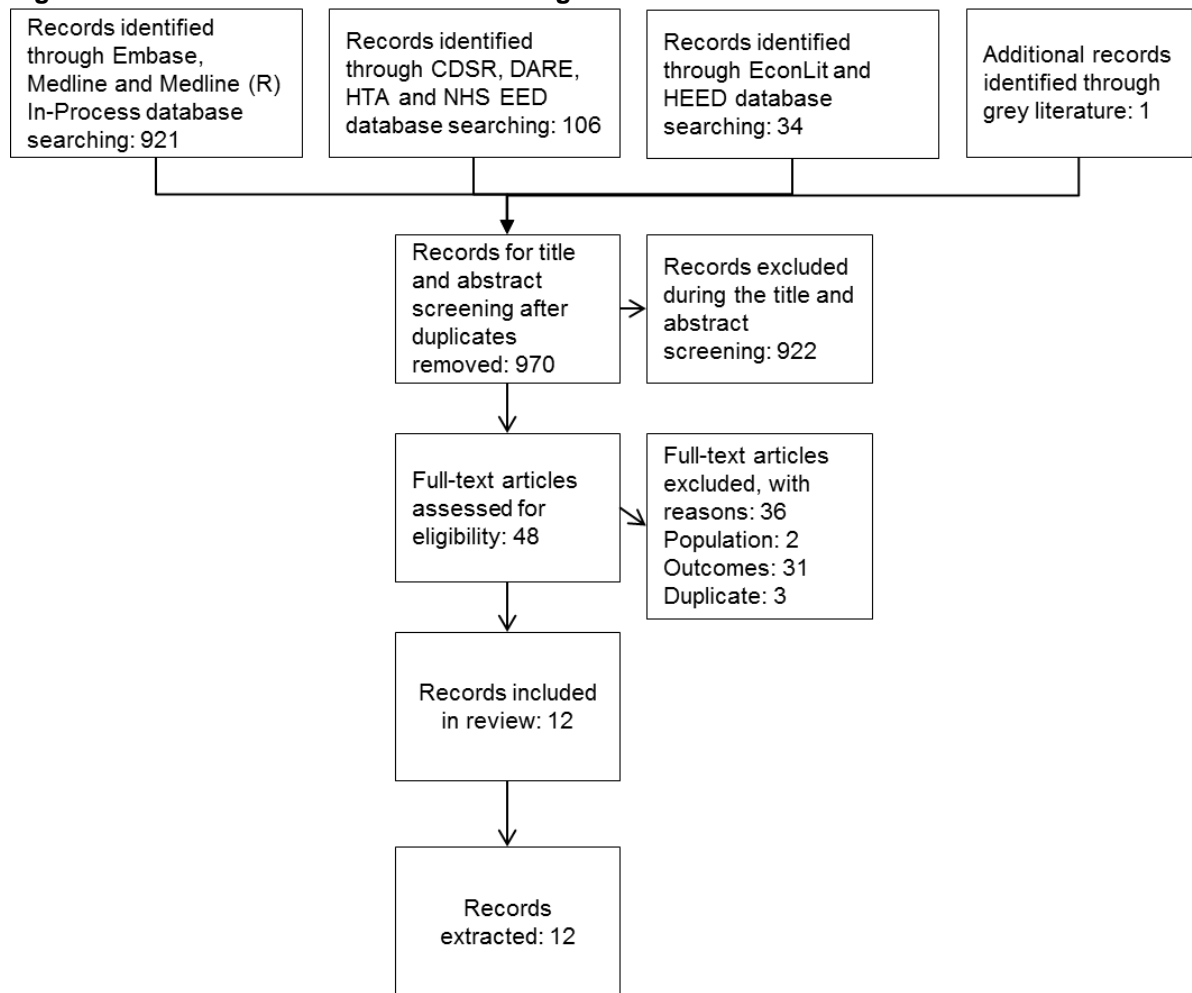 Records identified
through Embase,
Medline and Medline (R)
In-Process database
searching: 921
Records identified
through CDSR, DARE,
HTA and NHS EED
database searching: 106
Records identified
through EconLit and
HEED database
searching: 34
Additional records
identified through
grey literature: 1
Records for title
and abstract
screening after
duplicates
removed: 970
Records excluded
during the title and
abstract
screening: 922
Full-text articles
assessed for
eligibility: 48
Full-text articles
excluded, with
reasons: 36
Population: 2
Outcomes: 31
Duplicate: 3
Records included
in review: 12
Records
extracted: 12